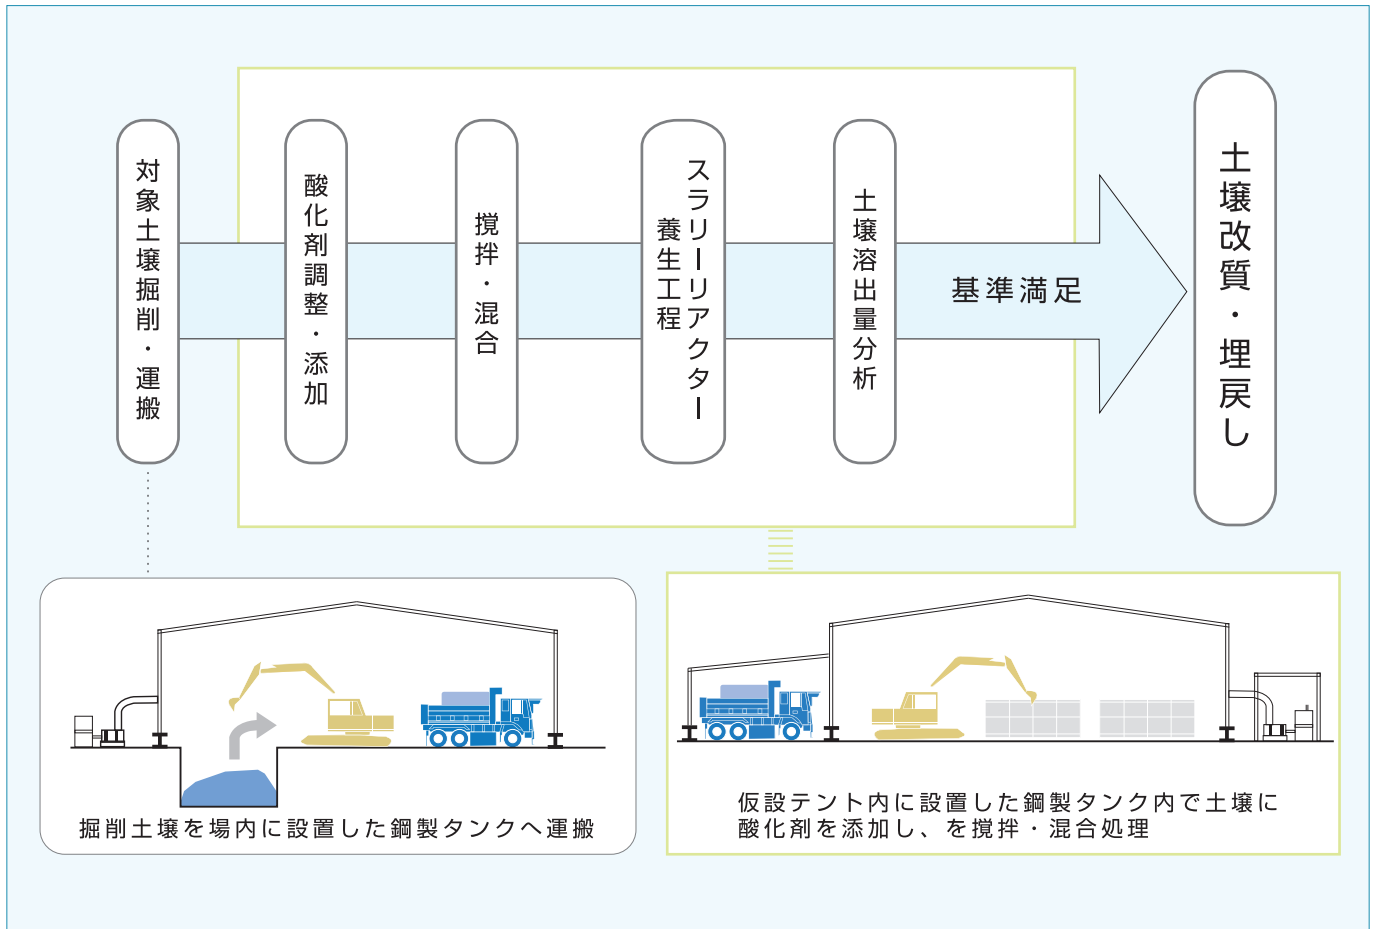 対象土壌掘削・運搬
酸化剤調整・添加
撹拌・混合
スラリーリアクター
養生工程
土壌溶出量分析
基準満足
土壌改質・埋戻し
掘削土壌を場内に設置した鋼製タンクへ運搬
仮設テント内に設置した鋼製タンク内で土壌に
酸化剤を添加し、を撹拌・混合処理